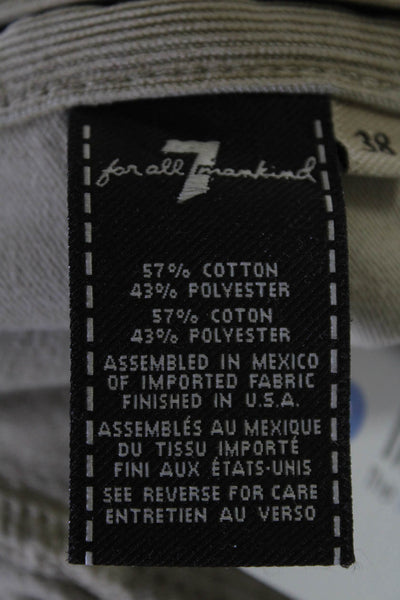 for all 7 mankind
38
57% COTTON
43% POLYESTER
57% COTON
43% POLYESTER
ASSEMBLED IN MEXICO
OF IMPORTED FABRIC
FINISHED IN U.S.A.
ASSEMBLÉS AU MEXIQUE
DU TISSU IMPORTÉ
FINI AUX ÉTATS-UNIS
SEE REVERSE FOR CARE
ENTRETIEN AU VERSO